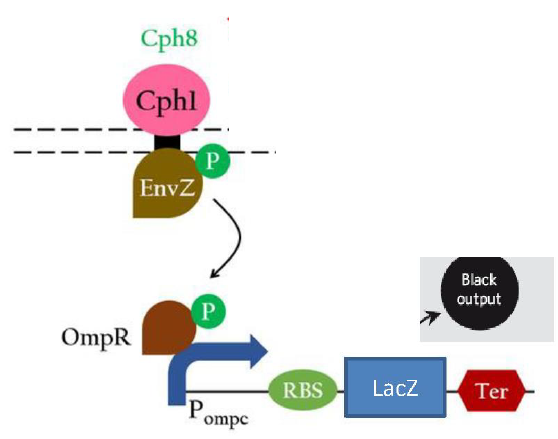 Cph8
Cph1
P
EnvZ
P
OmpR
Black
output
RBS
LacZ
Ter
Pompc